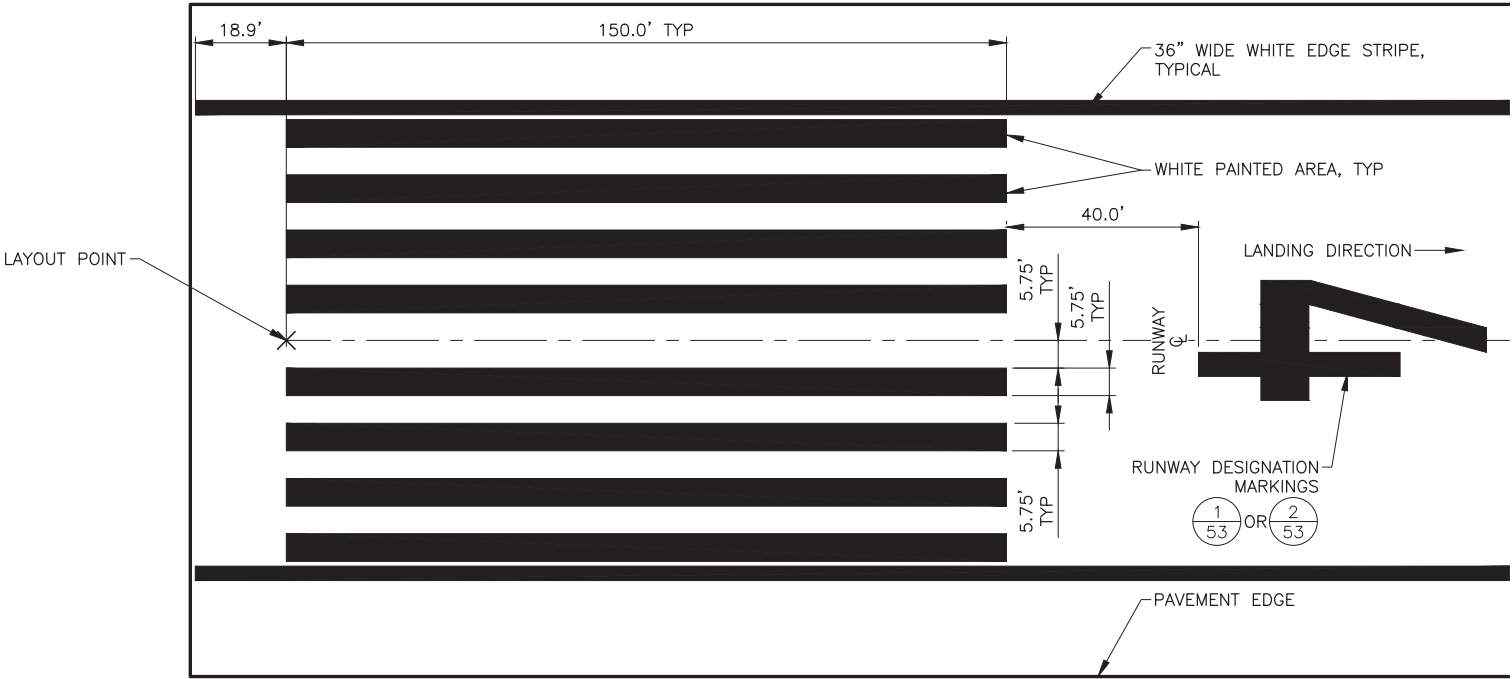 18.9'
150.0' TYP
36" WIDE WHITE EDGE STRIPE,
TYPICAL
WHITE PAINTED AREA, TYP
40.0'
LAYOUT POINT
LANDING DIRECTION
5.75'
TYP
5.75'
TYP
RUNWAY
℄
RUNWAY DESIGNATION
MARKINGS
5.75'
TYP
1
53
OR
2
53
PAVEMENT EDGE